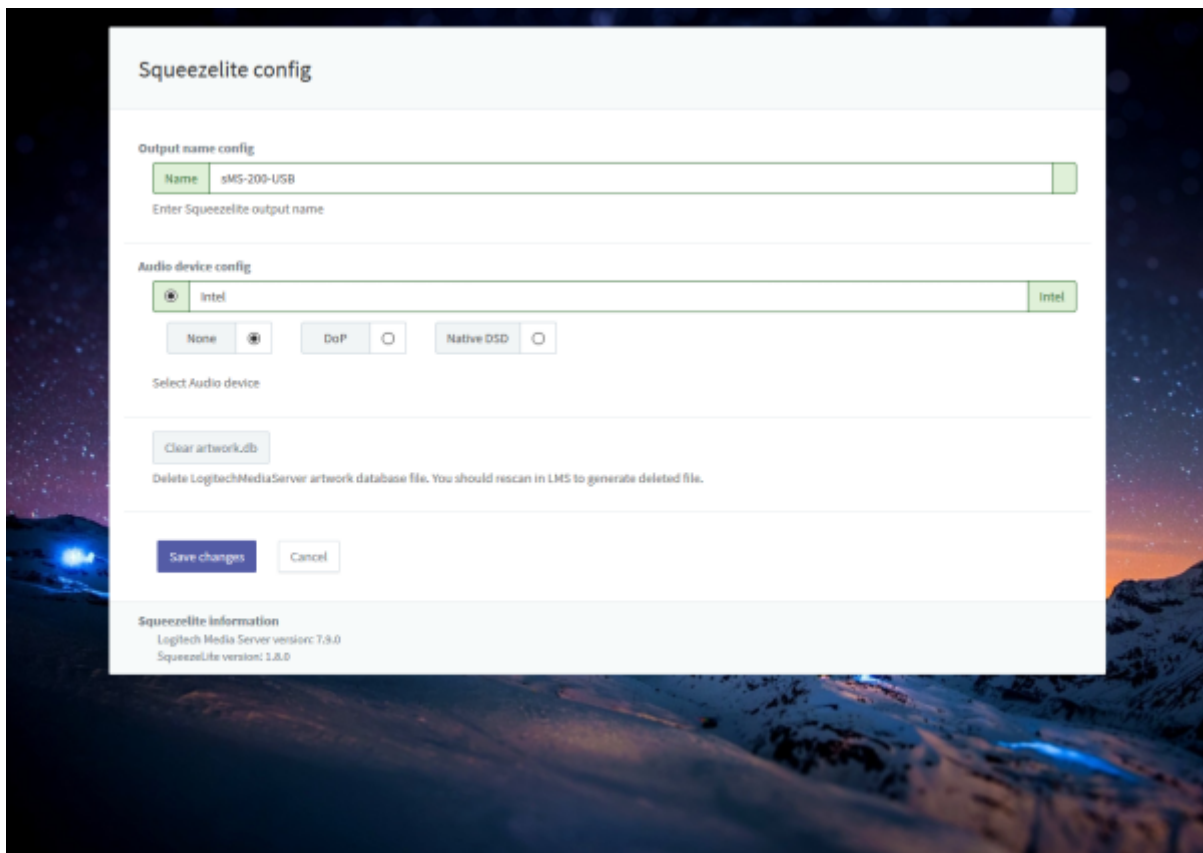 Squeezelite config
Output name config
Name sMS-200-USB
Enter Squeezelite output name
Audio device config
Intel Intel
None DoP Native DSD
Select Audio device
Clear artwork.db
Delete LogitechMediaServer artwork database file. You should rescan in LMS to generate deleted file.
Save changes Cancel
Squeezelite information
Logitech Media Server version: 7.9.0
SqueezeLite version: 1.8.0